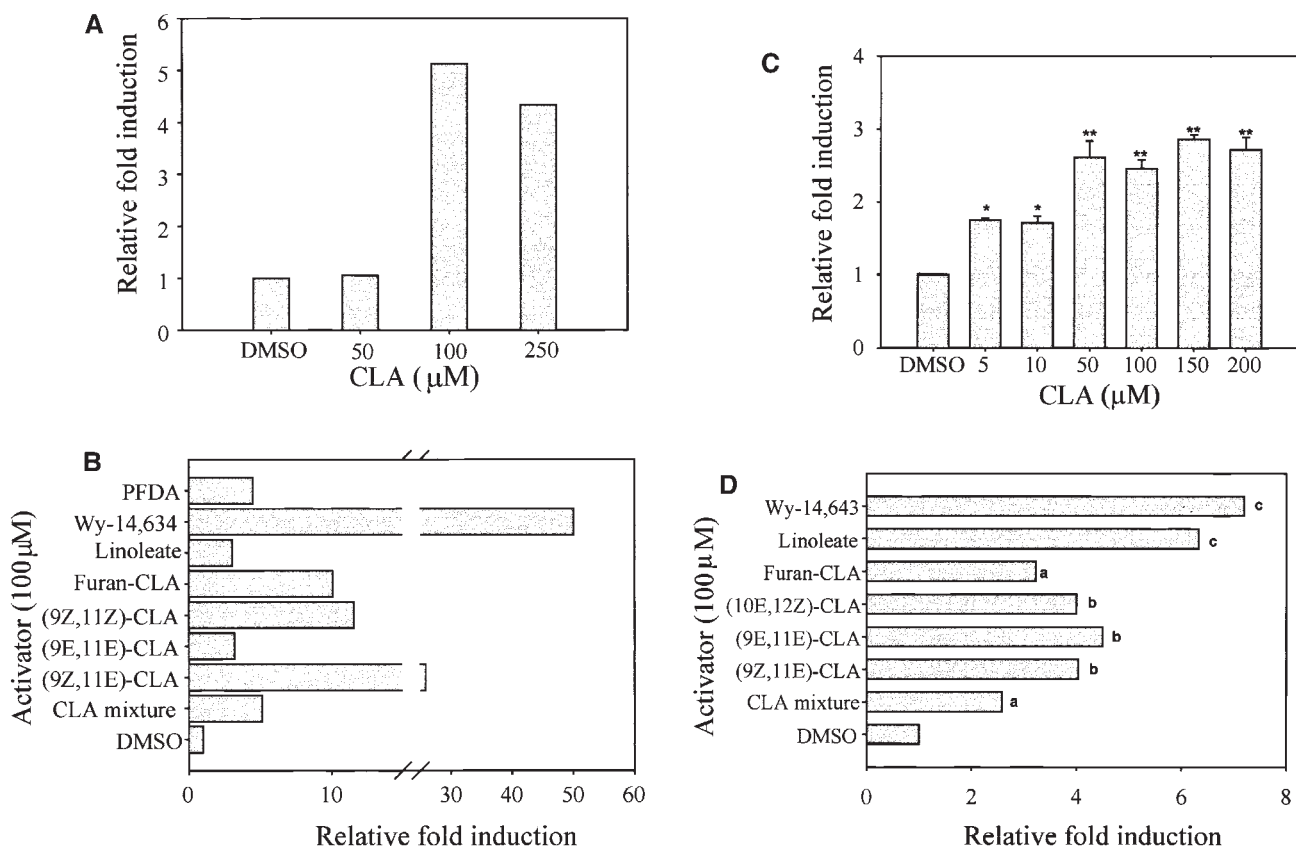 A
Relative fold induction
6
5
4
3
2
1
0
DMSO 50 100 250
CLA (μM)
C
Relative fold induction
4
3
2
1
0
* * ** ** ** **
DMSO 5 10 50 100 150 200
CLA (μM)
B
Activator (100 μM)
PFDA
Wy-14,634
Linoleate
Furan-CLA
(9Z,11Z)-CLA
(9E,11E)-CLA
(9Z,11E)-CLA
CLA mixture
DMSO
0 10 30 40 50 60
Relative fold induction
D
Activator (100 μM)
Wy-14,643 c
Linoleate c
Furan-CLA a
(10E,12Z)-CLA b
(9E,11E)-CLA b
(9Z,11E)-CLA b
CLA mixture a
DMSO
0 2 4 6 8
Relative fold induction